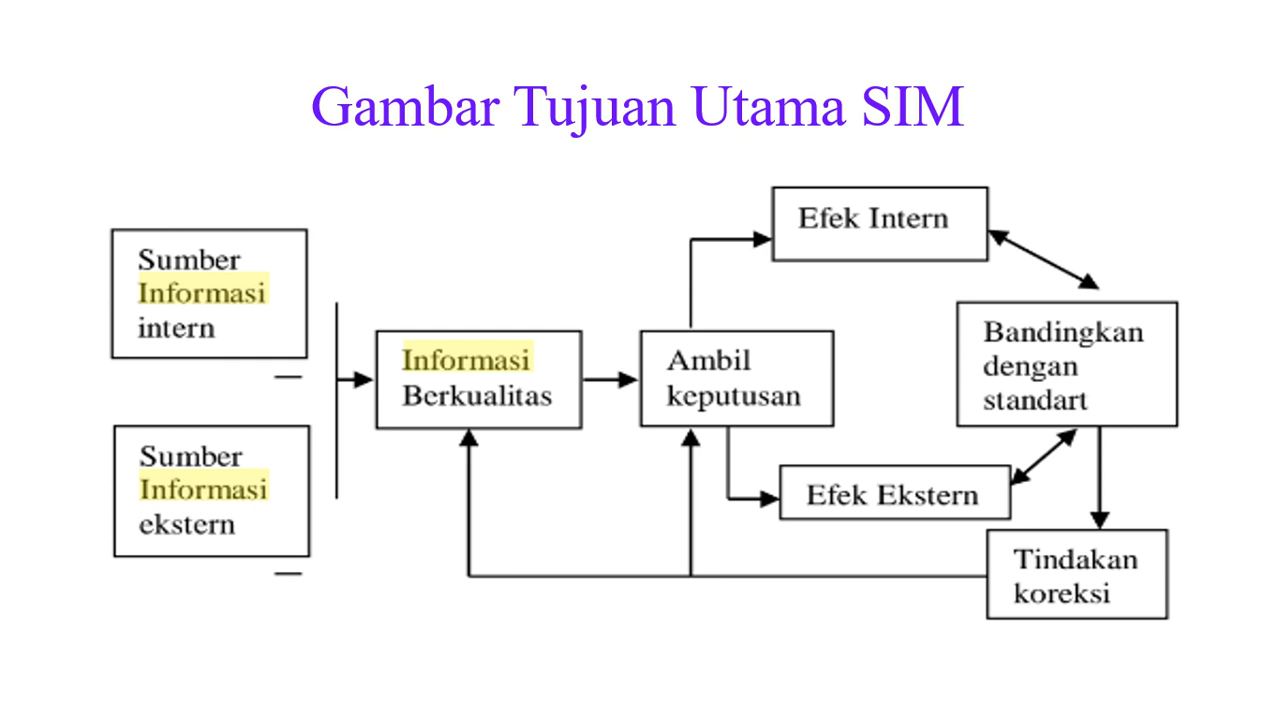 Gambar Tujuan Utama SIM
Sumber
Informasi
intern
Sumber
Informasi
ekstern
Informasi
Berkualitas
Ambil
keputusan
Efek Intern
Efek Ekstern
Bandingkan
dengan
standart
Tindakan
koreksi